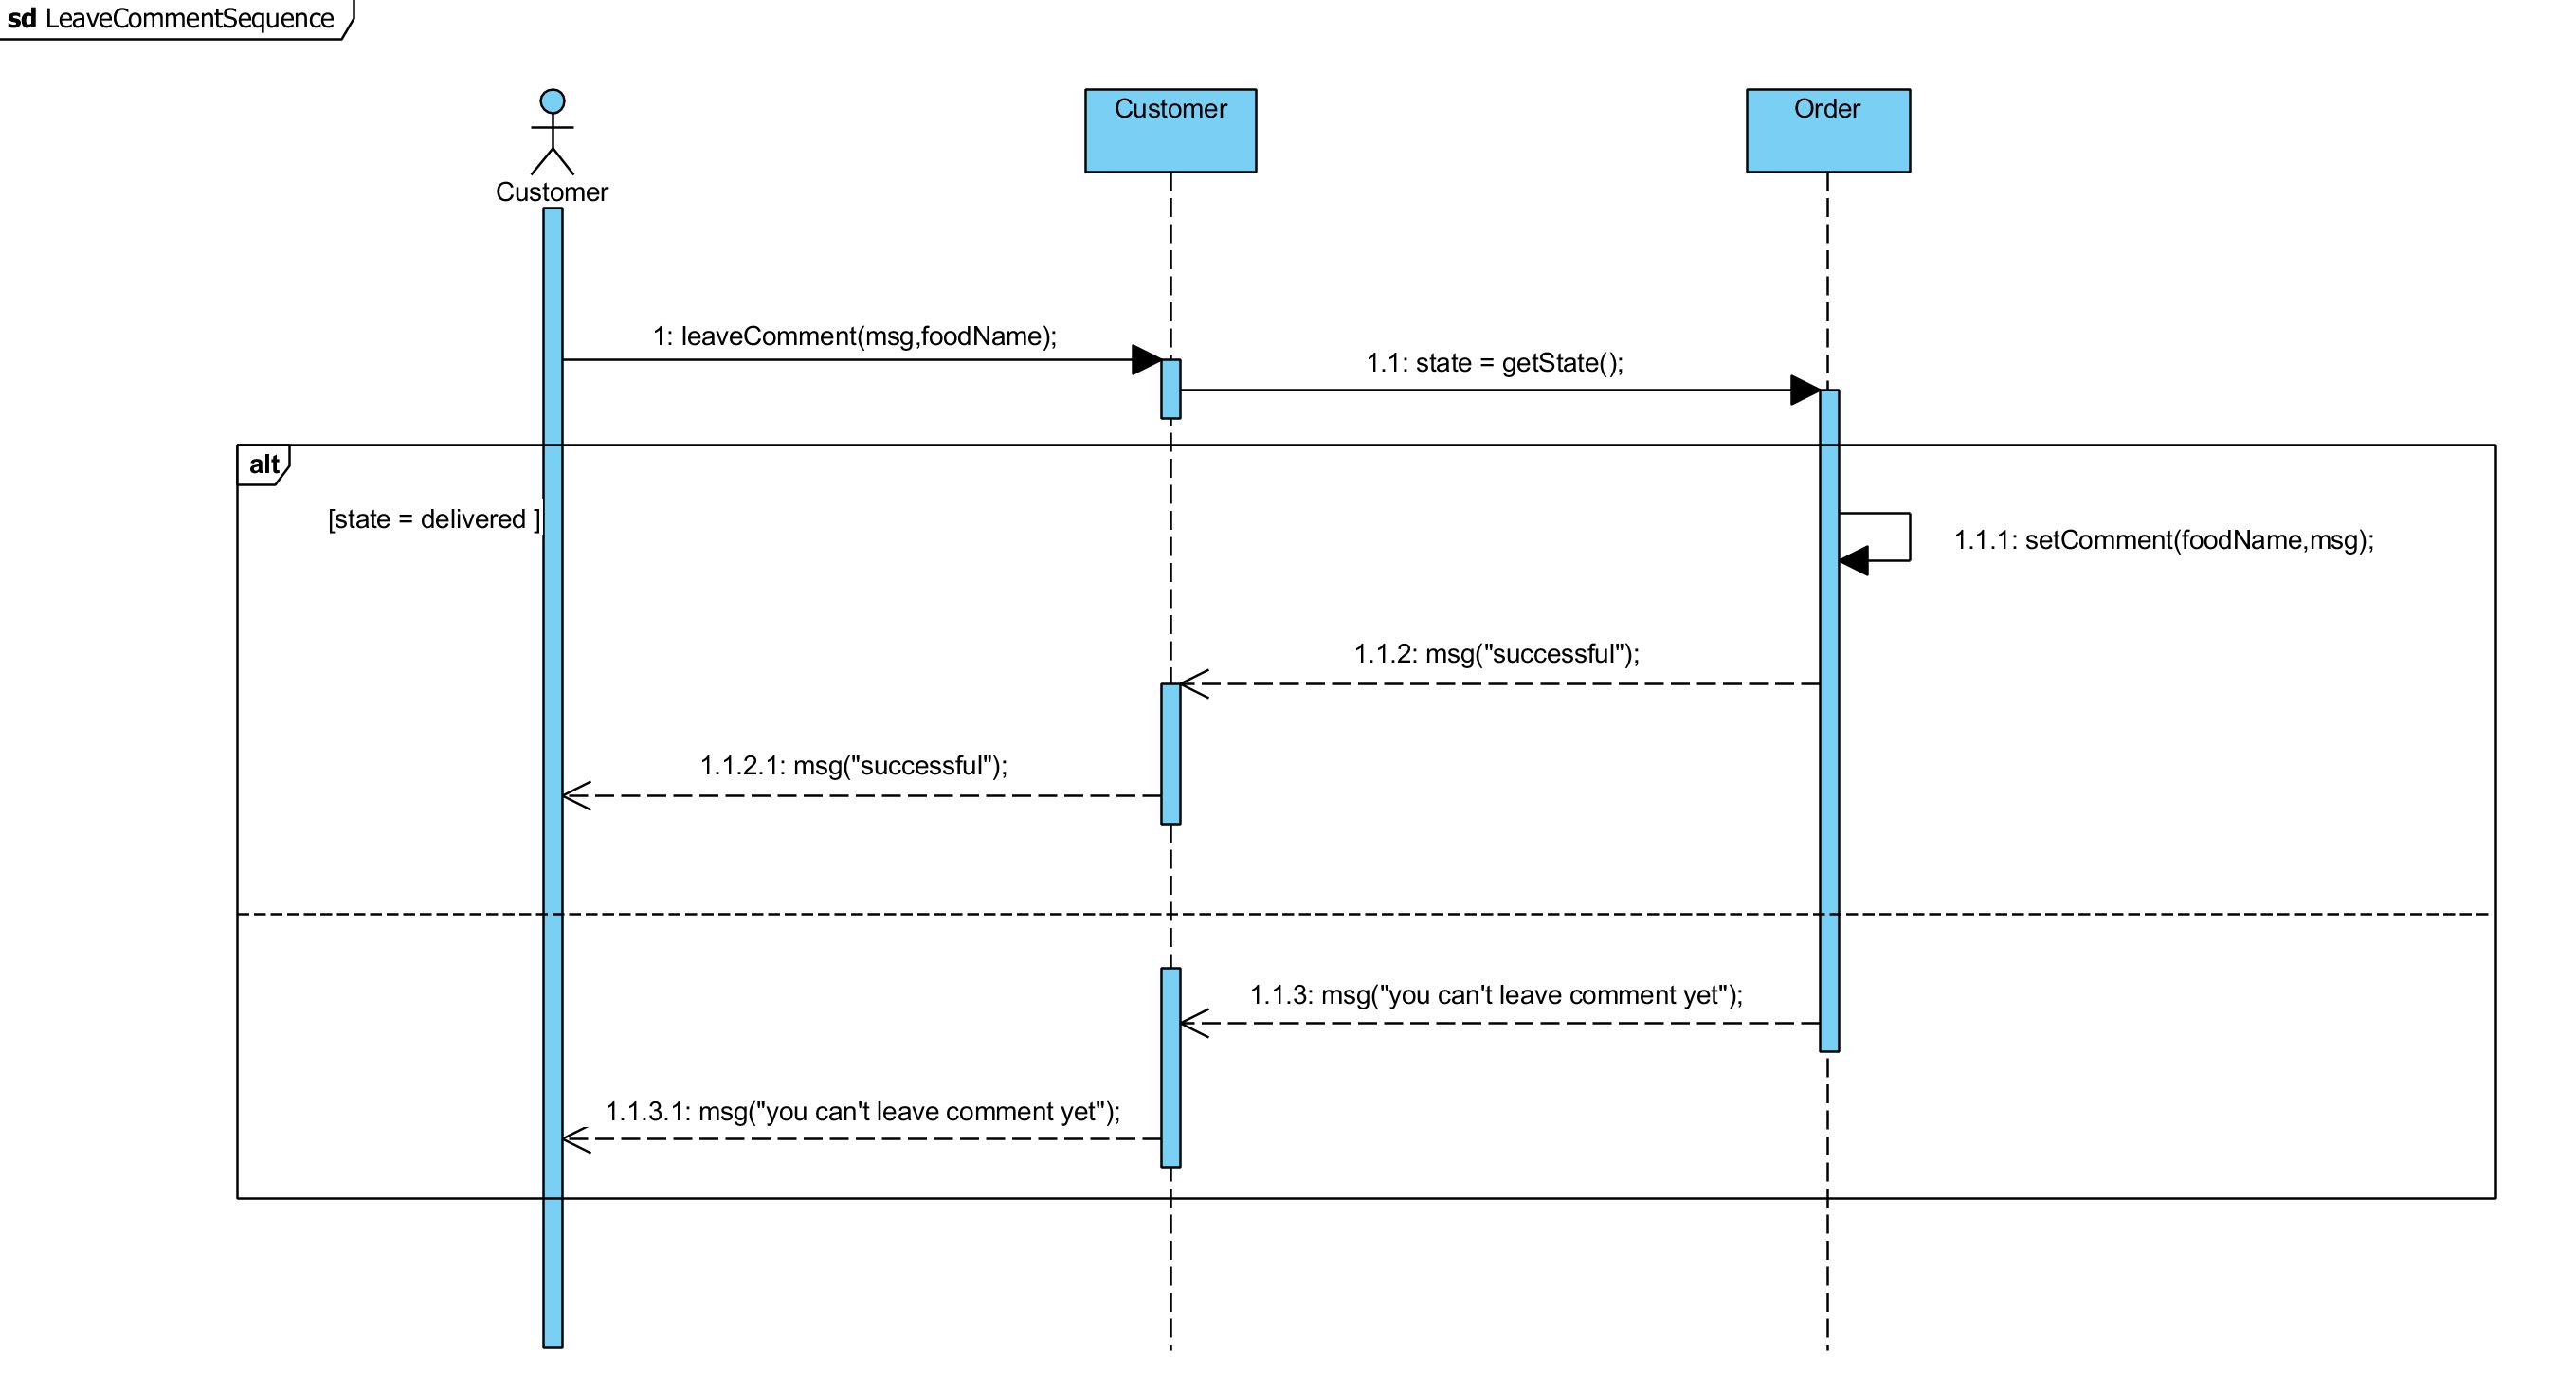 sd LeaveCommentSequence
Customer
Order
Customer
1: leaveComment(msg,foodName);
1.1: state = getState();
alt
[state = delivered ]
1.1.1: setComment(foodName,msg);
1.1.2: msg("successful");
1.1.2.1: msg("successful");
1.1.3: msg("you can't leave comment yet");
1.1.3.1: msg("you can't leave comment yet");